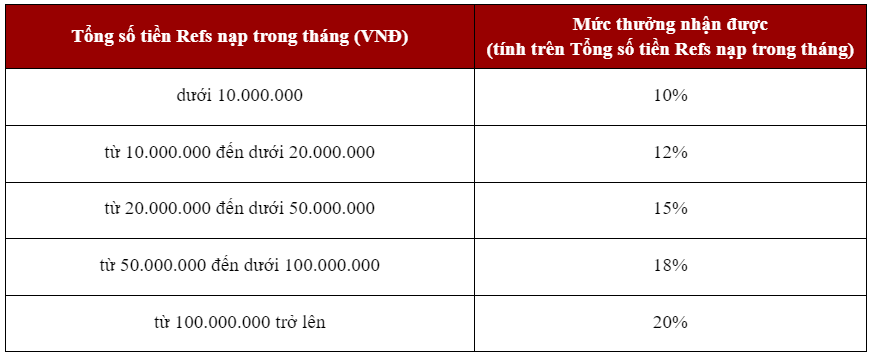 Tổng số tiền Refs nạp trong tháng (VNĐ)
Mức thưởng nhận được
(tính trên Tổng số tiền Refs nạp trong tháng)
dưới 10.000.000
10%
từ 10.000.000 đến dưới 20.000.000
12%
từ 20.000.000 đến dưới 50.000.000
15%
từ 50.000.000 đến dưới 100.000.000
18%
từ 100.000.000 trở lên
20%